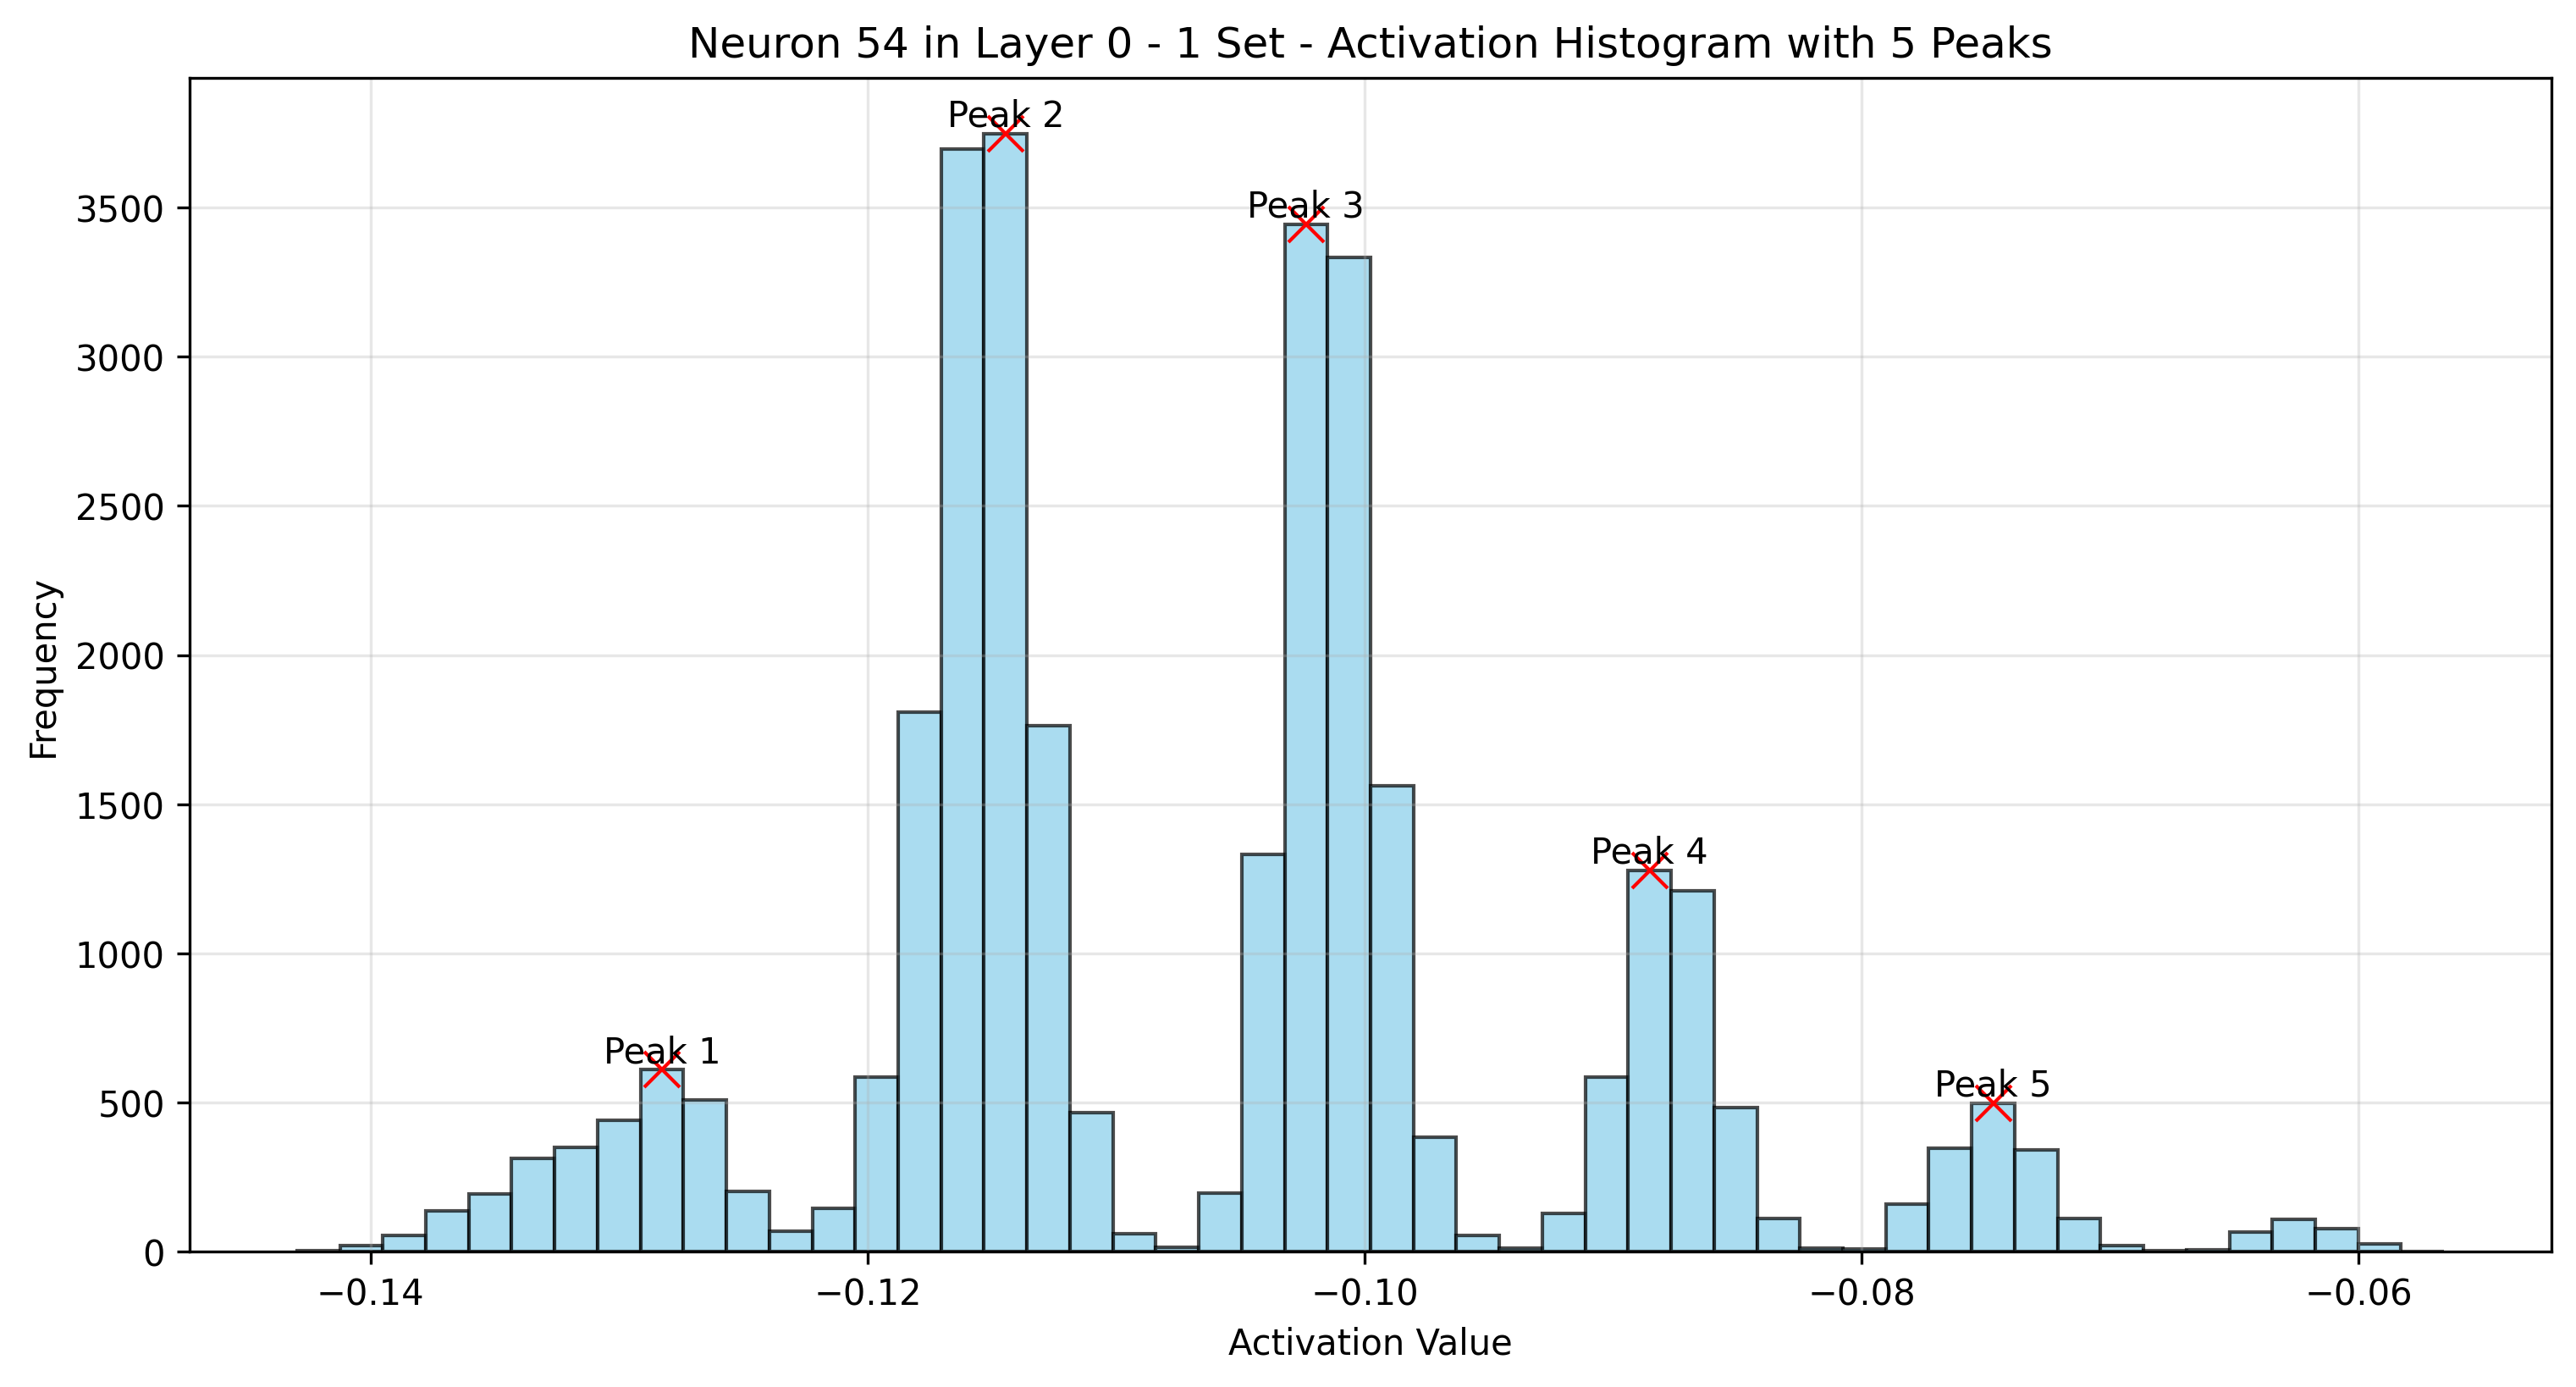 Neuron 54 in Layer 0 - 1 Set - Activation Histogram with 5 Peaks
Peak 2
Peak 3
Peak 4
Peak 1
Peak 5
3500
3000
2500
2000
1500
1000
500
0
Frequency
−0.14
−0.12
−0.10
−0.08
−0.06
Activation Value